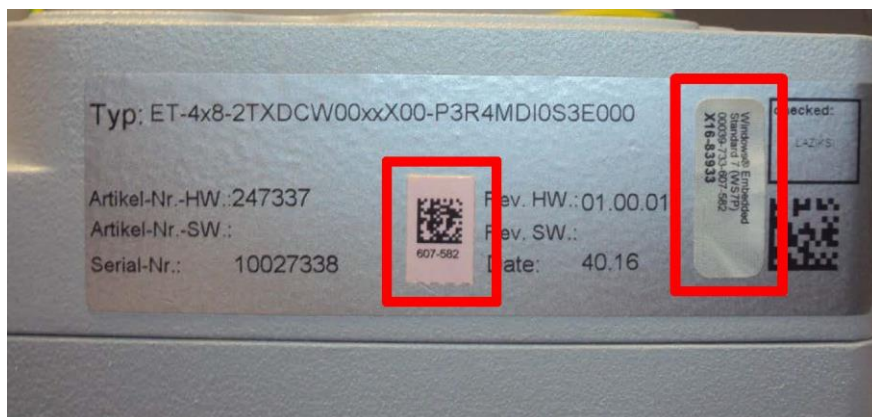 Typ: ET-4x8-2TXDCW00xxX00-P3R4MDI0S3E000
Artikel-Nr.-HW.: 247337
Artikel-Nr.-SW.:
Serial-Nr.: 10027338
607-582
Rev. HW.: 01.00.01
Rev. SW.:
Date: 40.16
Windows® Embedded
Standard 7 (WS7P)
00039-733-607-582
X16-83933
checked: